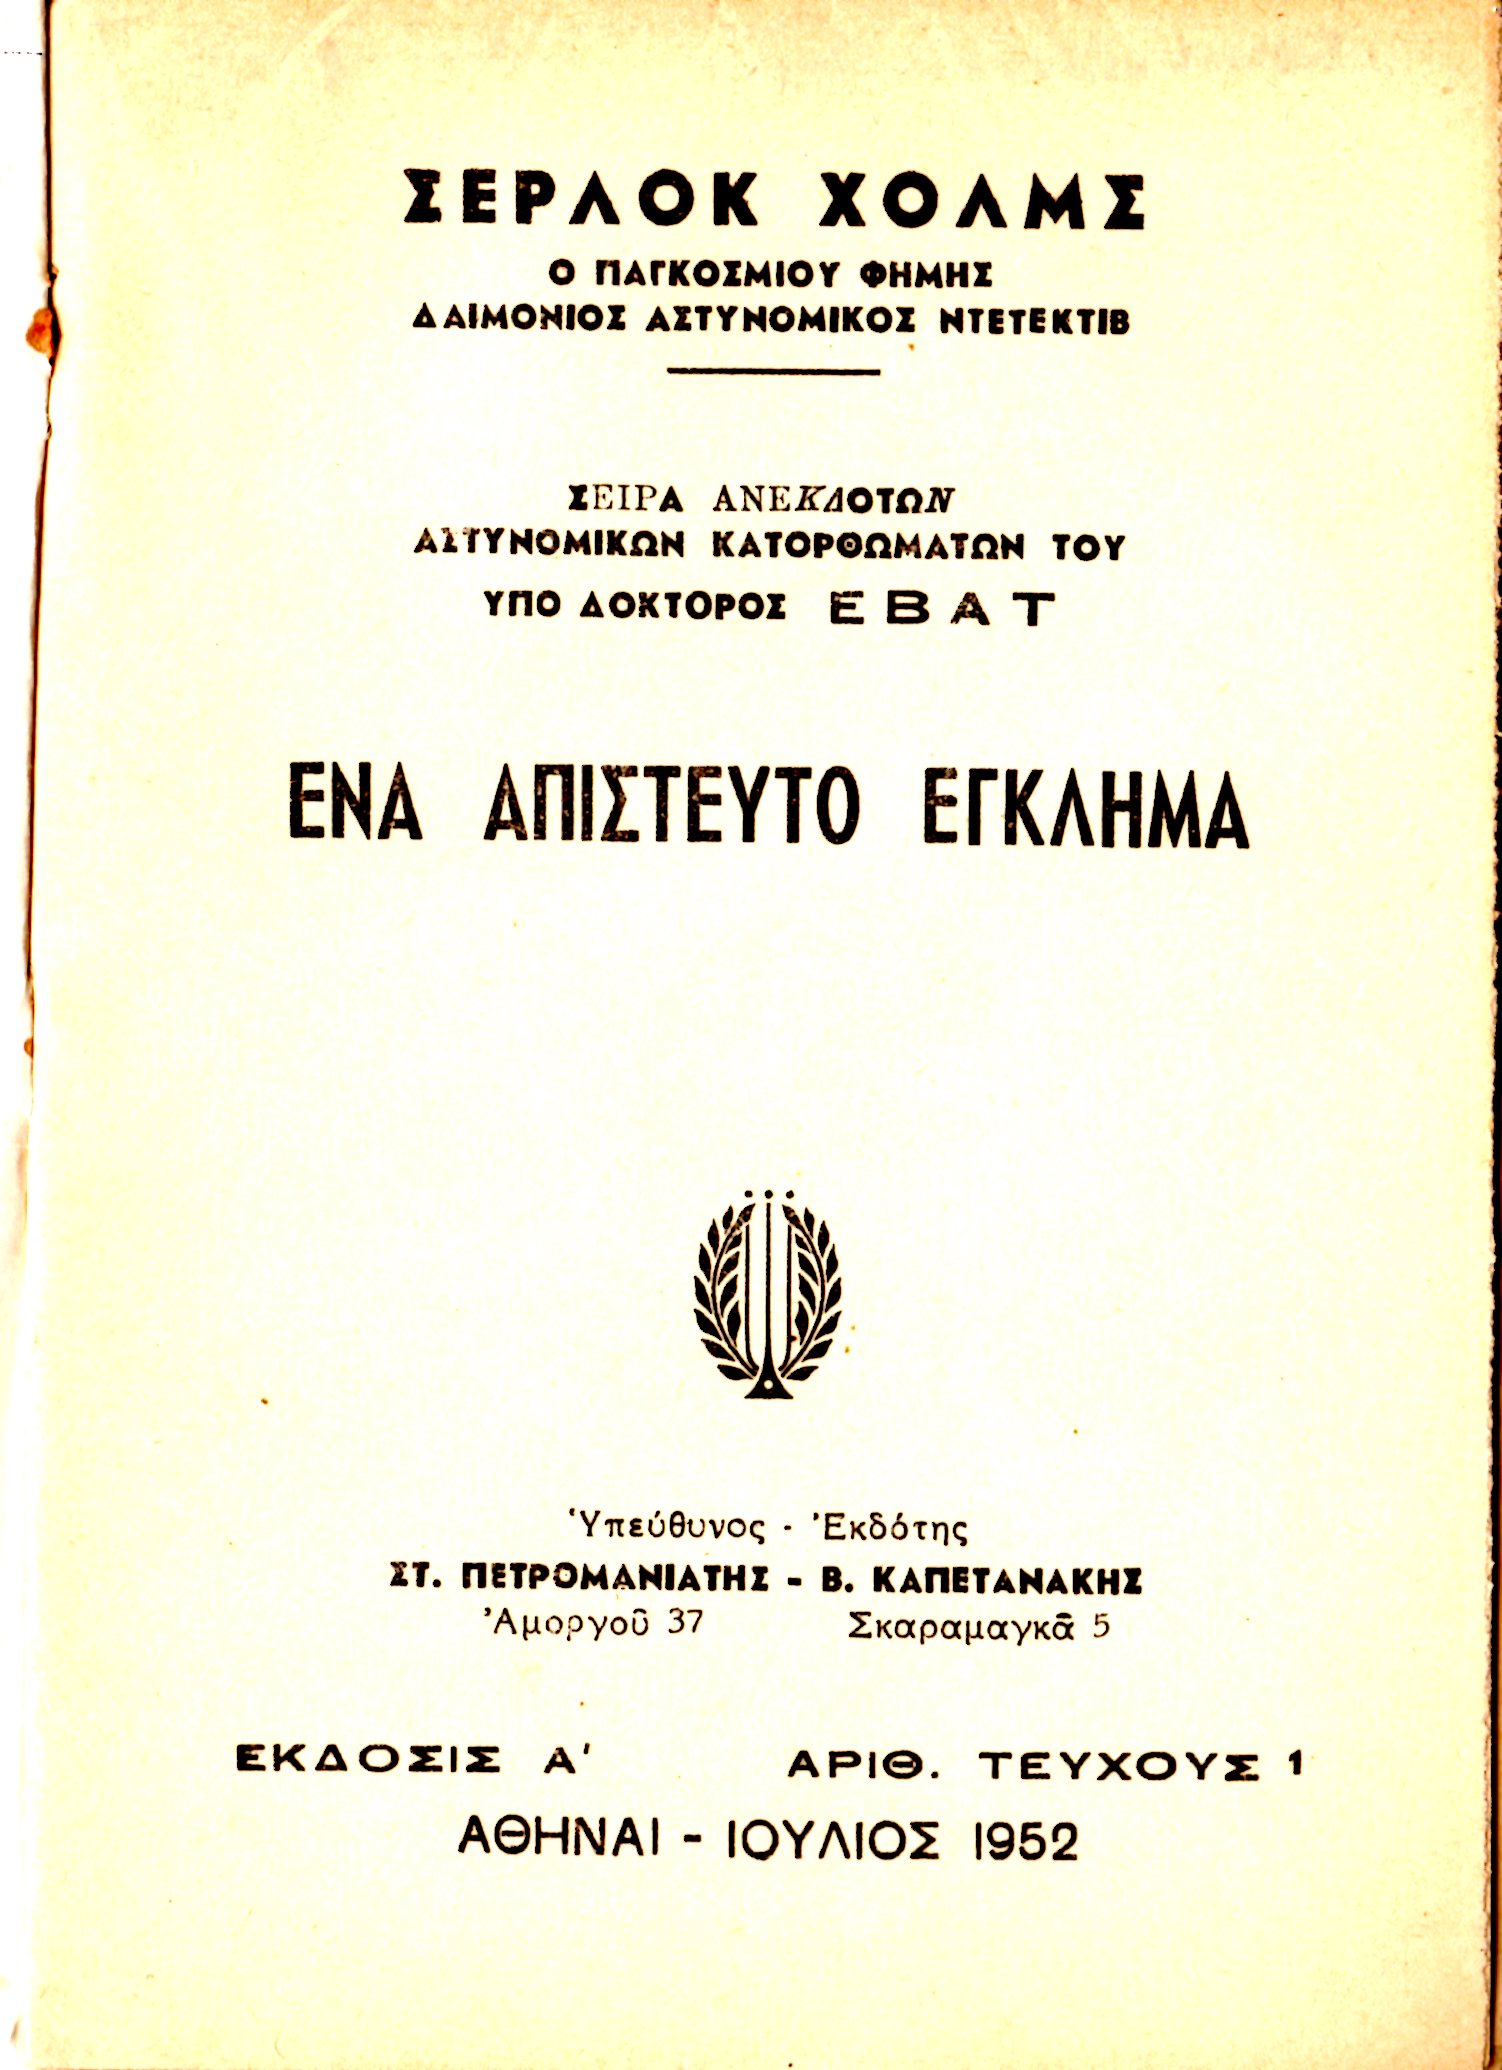 ΣΕΡΛΟΚ ΧΟΛΜΣ
Ο ΠΑΓΚΟΣΜΙΟΥ ΦΗΜΗΣ
ΔΑΙΜΟΝΙΟΣ ΑΣΤΥΝΟΜΙΚΟΣ ΝΤΕΤΕΚΤΙΒ
ΣΕΙΡΑ ΑΝΕΚΔΟΤΩΝ
ΑΣΤΥΝΟΜΙΚΩΝ ΚΑΤΟΡΘΩΜΑΤΩΝ ΤΟΥ
ΥΠΟ ΔΟΚΤΟΡΟΣ ΕΒΑΤ
ΕΝΑ ΑΠΙΣΤΕΥΤΟ ΕΓΚΛΗΜΑ
Ὑπεύθυνος - Ἐκδότης
ΣΤ. ΠΕΤΡΟΜΑΝΙΑΤΗΣ - Β. ΚΑΠΕΤΑΝΑΚΗΣ
Ἀμοργοῦ 37 Σκαραμαγκᾶ 5
ΕΚΔΟΣΙΣ Α' ΑΡΙΘ. ΤΕΥΧΟΥΣ 1
ΑΘΗΝΑΙ - ΙΟΥΛΙΟΣ 1952